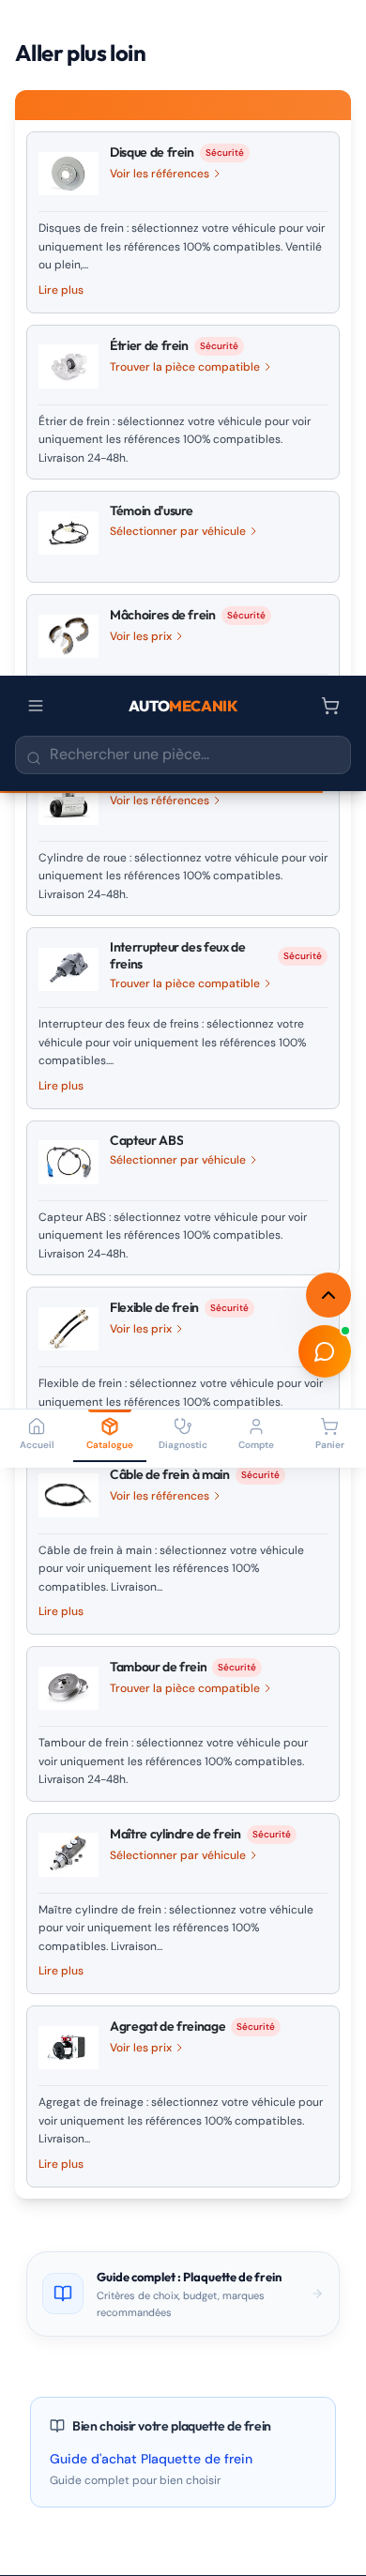 Aller plus loin
Disque de frein Sécurité
Voir les références
Disques de frein : sélectionnez votre véhicule pour voir
uniquement les références 100% compatibles. Ventilé
ou plein,...
Lire plus
Étrier de frein Sécurité
Trouver la pièce compatible
Étrier de frein : sélectionnez votre véhicule pour voir
uniquement les références 100% compatibles.
Livraison 24-48h.
Témoin d'usure
Sélectionner par véhicule
Mâchoires de frein Sécurité
Voir les prix
AUTOMECANIK
Rechercher une pièce...
Voir les références
Cylindre de roue : sélectionnez votre véhicule pour voir
uniquement les références 100% compatibles.
Livraison 24-48h.
Interrupteur des feux de
freins Sécurité
Trouver la pièce compatible
Interrupteur des feux de freins : sélectionnez votre
véhicule pour voir uniquement les références 100%
compatibles....
Lire plus
Capteur ABS
Sélectionner par véhicule
Capteur ABS : sélectionnez votre véhicule pour voir
uniquement les références 100% compatibles.
Livraison 24-48h.
Flexible de frein Sécurité
Voir les prix
Flexible de frein : sélectionnez votre véhicule pour voir
uniquement les références 100% compatibles.
Accueil Catalogue Diagnostic Compte Panier
Câble de frein à main Sécurité
Voir les références
Câble de frein à main : sélectionnez votre véhicule
pour voir uniquement les références 100%
compatibles. Livraison...
Lire plus
Tambour de frein Sécurité
Trouver la pièce compatible
Tambour de frein : sélectionnez votre véhicule pour
voir uniquement les références 100% compatibles.
Livraison 24-48h.
Maître cylindre de frein Sécurité
Sélectionner par véhicule
Maître cylindre de frein : sélectionnez votre véhicule
pour voir uniquement les références 100%
compatibles. Livraison...
Lire plus
Agregat de freinage Sécurité
Voir les prix
Agregat de freinage : sélectionnez votre véhicule pour
voir uniquement les références 100% compatibles.
Livraison...
Lire plus
Guide complet : Plaquette de frein
Critères de choix, budget, marques
recommandées
Bien choisir votre plaquette de frein
Guide d'achat Plaquette de frein
Guide complet pour bien choisir